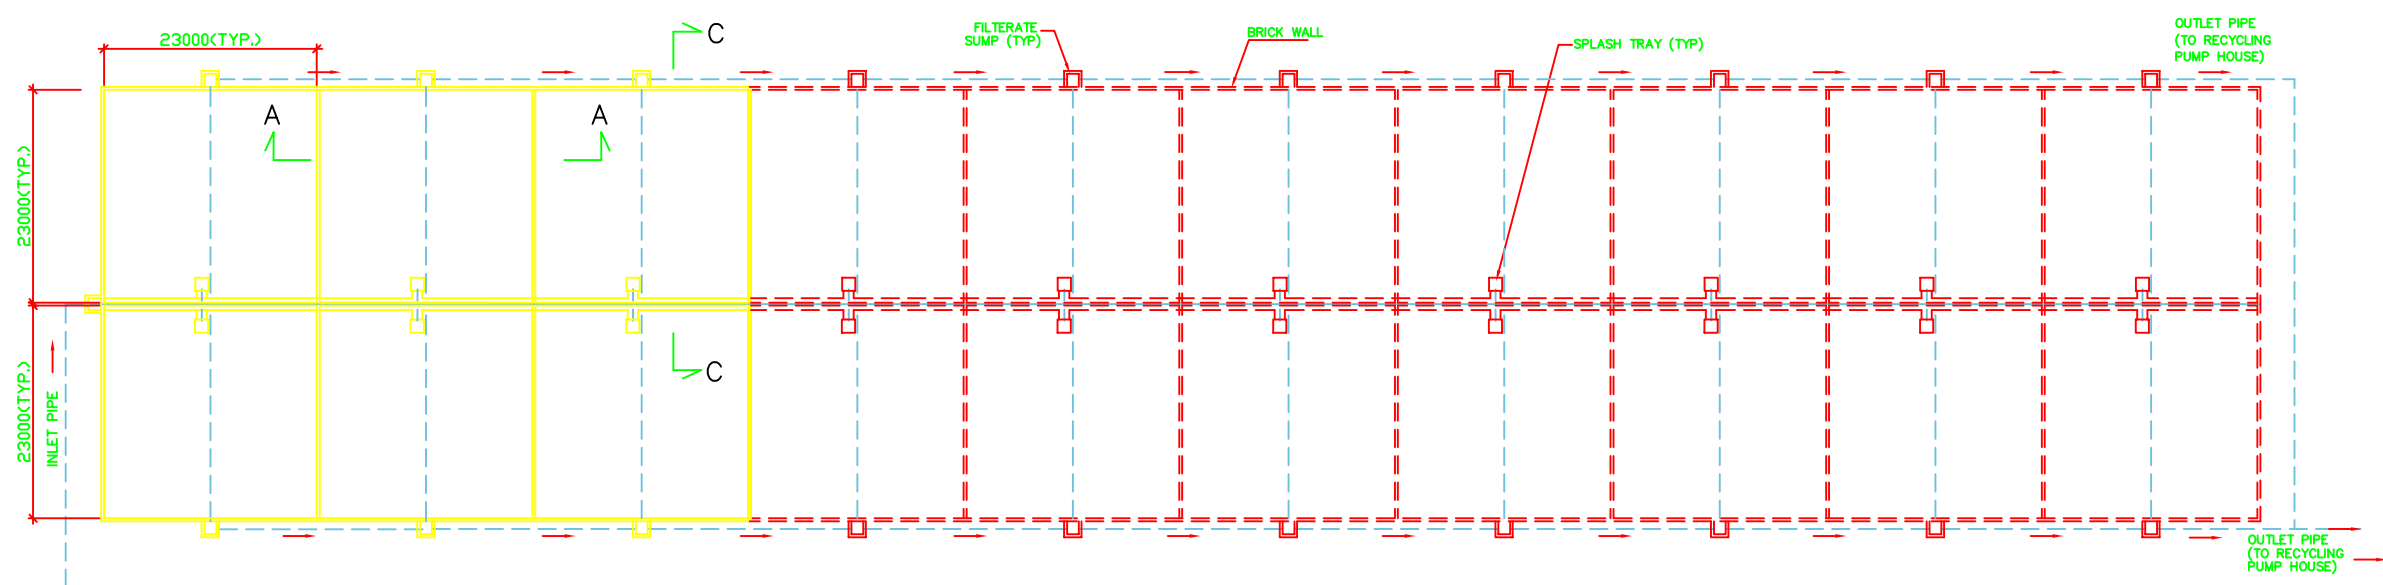 23000(TYP.)
C
FILTERATE
SUMP (TYP)
BRICK WALL
SPLASH TRAY (TYP)
OUTLET PIPE
(TO RECYCLING
PUMP HOUSE)
A
A
23000(TYP.)
23000(TYP.)
INLET PIPE
C
OUTLET PIPE
(TO RECYCLING
PUMP HOUSE)